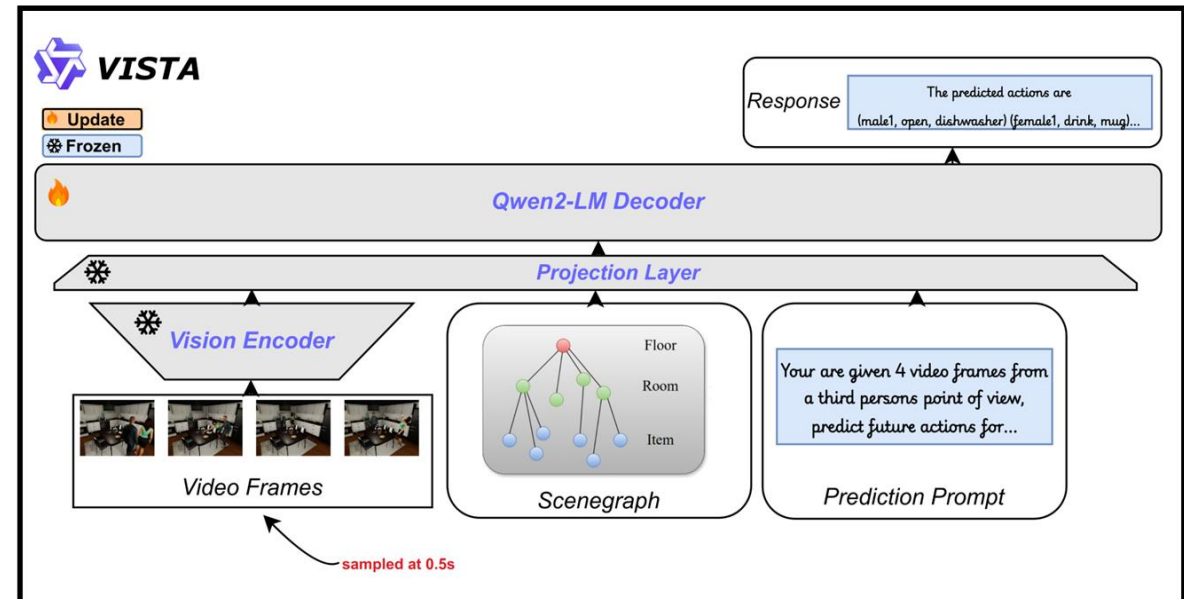 VISTA
Update
Frozen
Response
The predicted actions are
(male1, open, dishwasher) (female1, drink, mug)...
Qwen2-LM Decoder
Projection Layer
Vision Encoder
Video Frames
sampled at 0.5s
Floor
Room
Item
Scenegraph
Your are given 4 video frames from
a third persons point of view,
predict future actions for...
Prediction Prompt